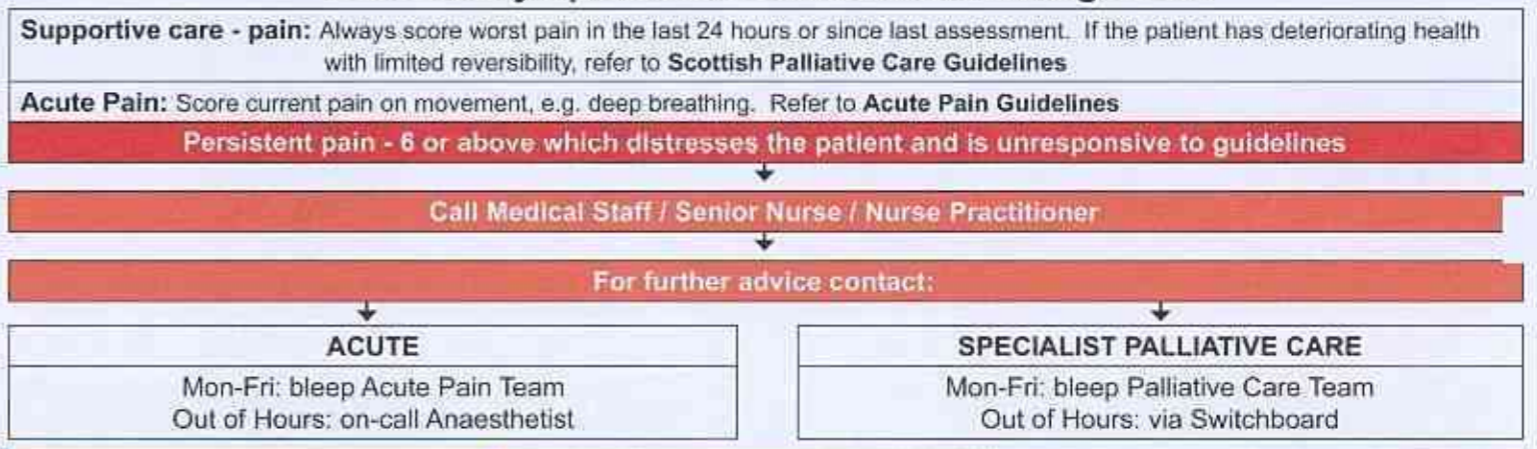 Supportive care - pain: Always score worst pain in the last 24 hours or since last assessment. If the patient has deteriorating health
with limited reversibility, refer to Scottish Palliative Care Guidelines
Acute Pain: Score current pain on movement, e.g. deep breathing. Refer to Acute Pain Guidelines
Persistent pain - 6 or above which distresses the patient and is unresponsive to guidelines
Call Medical Staff / Senior Nurse / Nurse Practitioner
For further advice contact:
ACUTE
Mon-Fri: bleep Acute Pain Team
Out of Hours: on-call Anaesthetist
SPECIALIST PALLIATIVE CARE
Mon-Fri: bleep Palliative Care Team
Out of Hours: via Switchboard